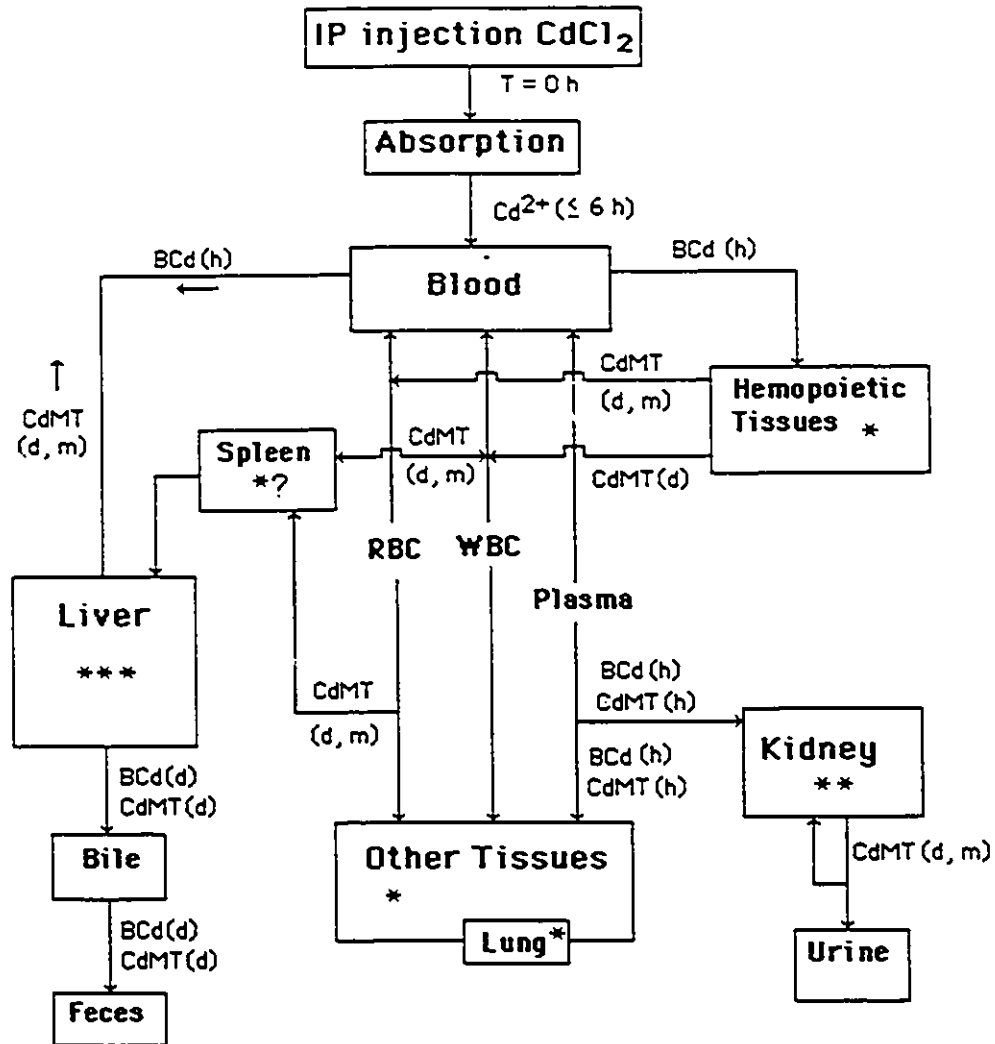 IP injection CdCl₂
T = 0 h
Absorption
Cd²⁺ (≤ 6 h)
BCd (h)
Blood
BCd (h)
CdMT
(d, m)
CdMT
(d, m)
Hemopoietic
Tissues *
Spleen
*?
CdMT
(d, m)
CdMT(d)
RBC
WBC
Plasma
Liver
***
CdMT
(d, m)
BCd (h)
CdMT (h)
BCd (h)
CdMT (h)
Kidney
**
BCd(d)
CdMT(d)
Bile
Other Tissues
*
Lung*
CdMT(d, m)
Urine
BCd(d)
CdMT(d)
Feces